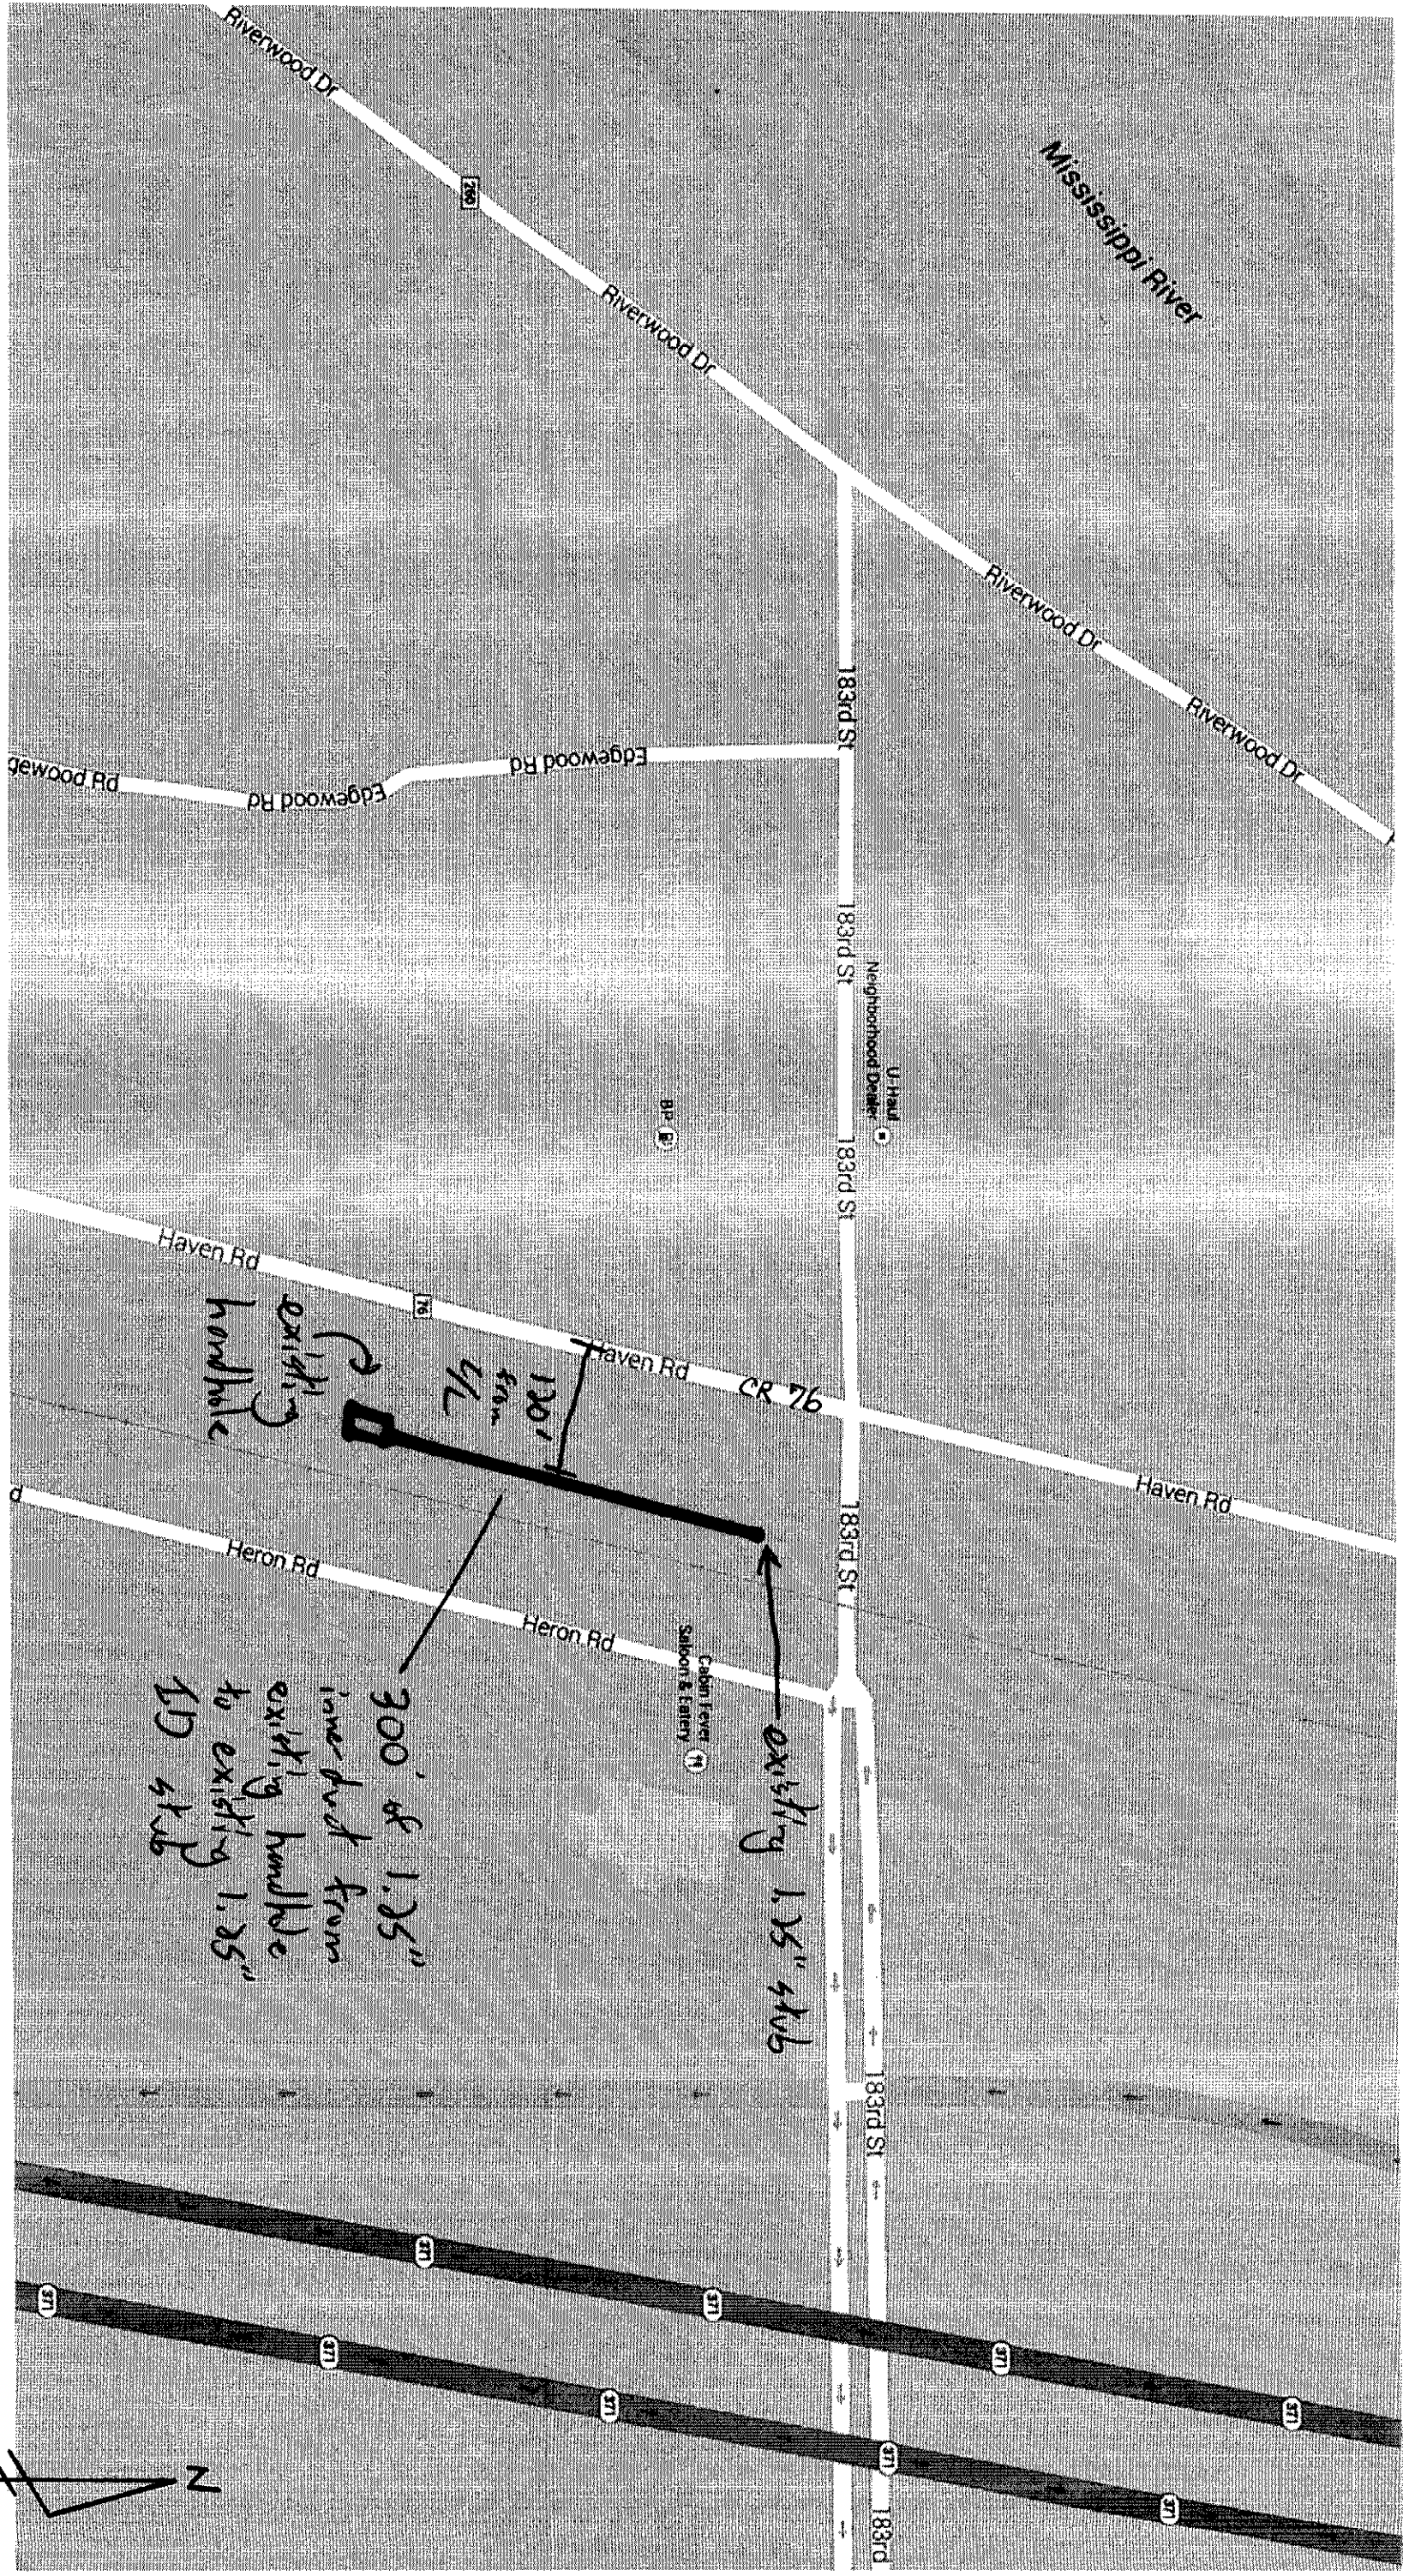 Mississippi River
Riverwood Dr
266
Riverwood Dr
Riverwood Dr
Riverwood Dr
183rd St
Edgewood Rd
Edgewood Rd
gewood Rd
183rd St
U-Haul
Neighborhood Dealer
183rd St
BP
Haven Rd
76
Haven Rd
CR 76
Haven Rd
existing
handhole
120'
from
C/L
183rd St
Heron Rd
Heron Rd
d
Cabin Fever
Saloon & Eatery
existing 1.25" stub
300' of 1.25"
innerduct from
existing handhole
to existing 1.25"
ID stub
183rd St
371
371
371
371
371
371
371
371
371
183rd
N